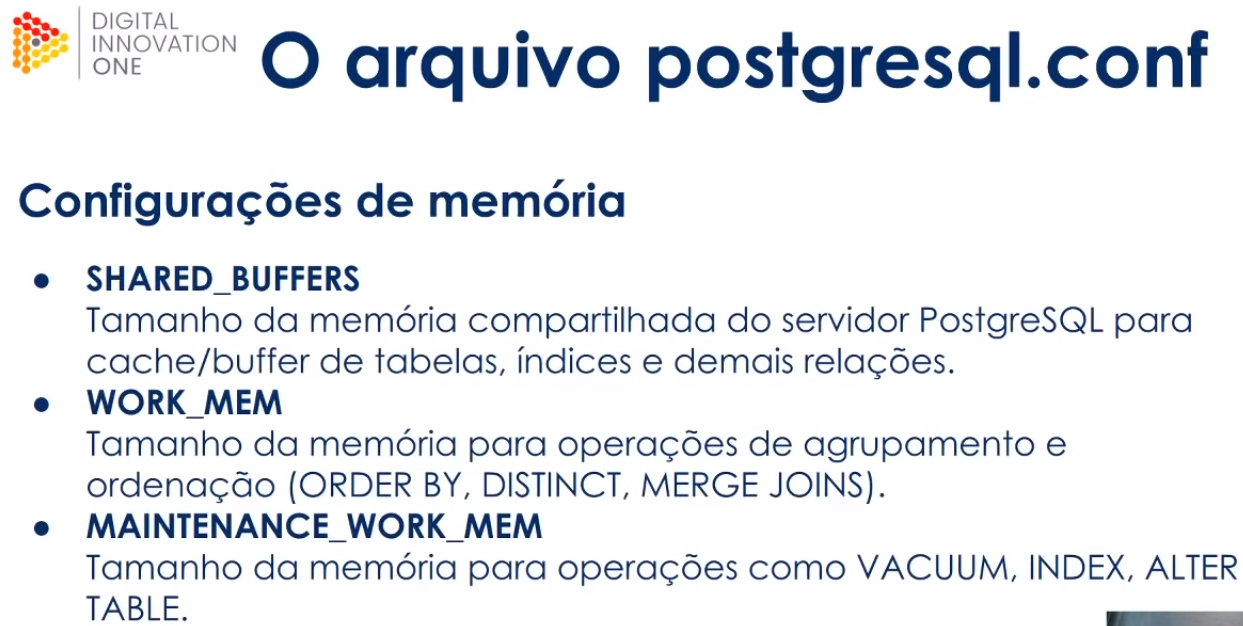 DIGITAL
INNOVATION
ONE
O arquivo postgresql.conf
Configurações de memória
● SHARED_BUFFERS
Tamanho da memória compartilhada do servidor PostgreSQL para
cache/buffer de tabelas, índices e demais relações.
● WORK_MEM
Tamanho da memória para operações de agrupamento e
ordenação (ORDER BY, DISTINCT, MERGE JOINS).
● MAINTENANCE_WORK_MEM
Tamanho da memória para operações como VACUUM, INDEX, ALTER
TABLE.